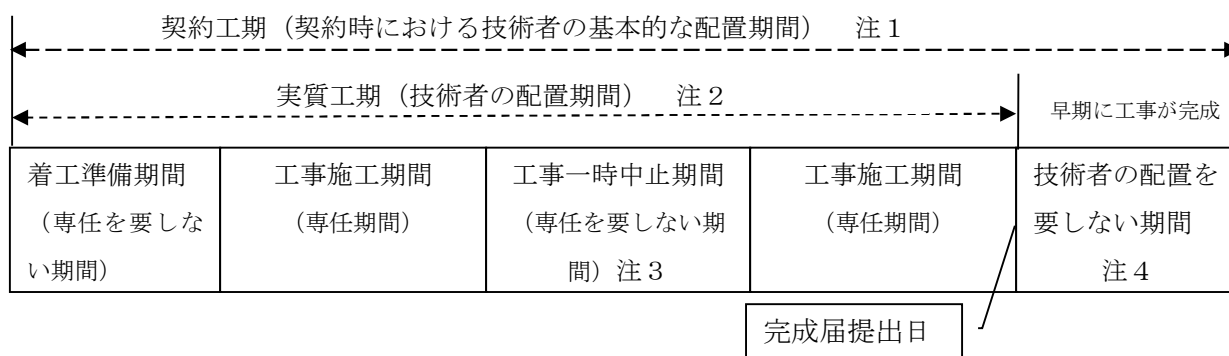 契約工期（契約時における技術者の基本的な配置期間）　注１
実質工期（技術者の配置期間）　注２
早期に工事が完成
着工準備期間
（専任を要しな
い期間）
工事施工期間
（専任期間）
工事一時中止期間
（専任を要しない期
間）注３
工事施工期間
（専任期間）
技術者の配置を
要しない期間
注４
完成届提出日